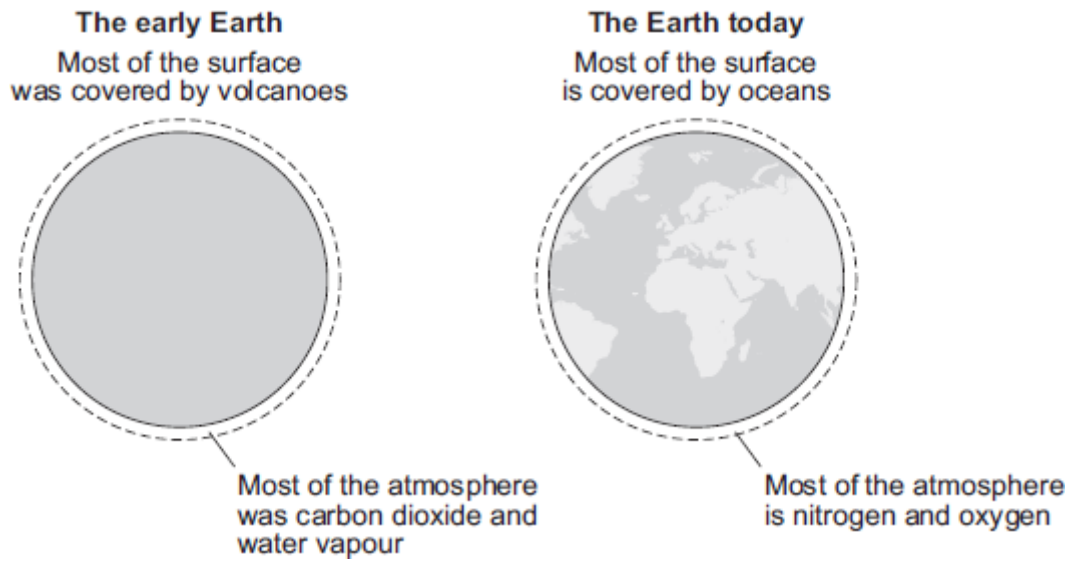 The early Earth
Most of the surface
was covered by volcanoes
Most of the atmosphere
was carbon dioxide and
water vapour
The Earth today
Most of the surface
is covered by oceans
Most of the atmosphere
is nitrogen and oxygen